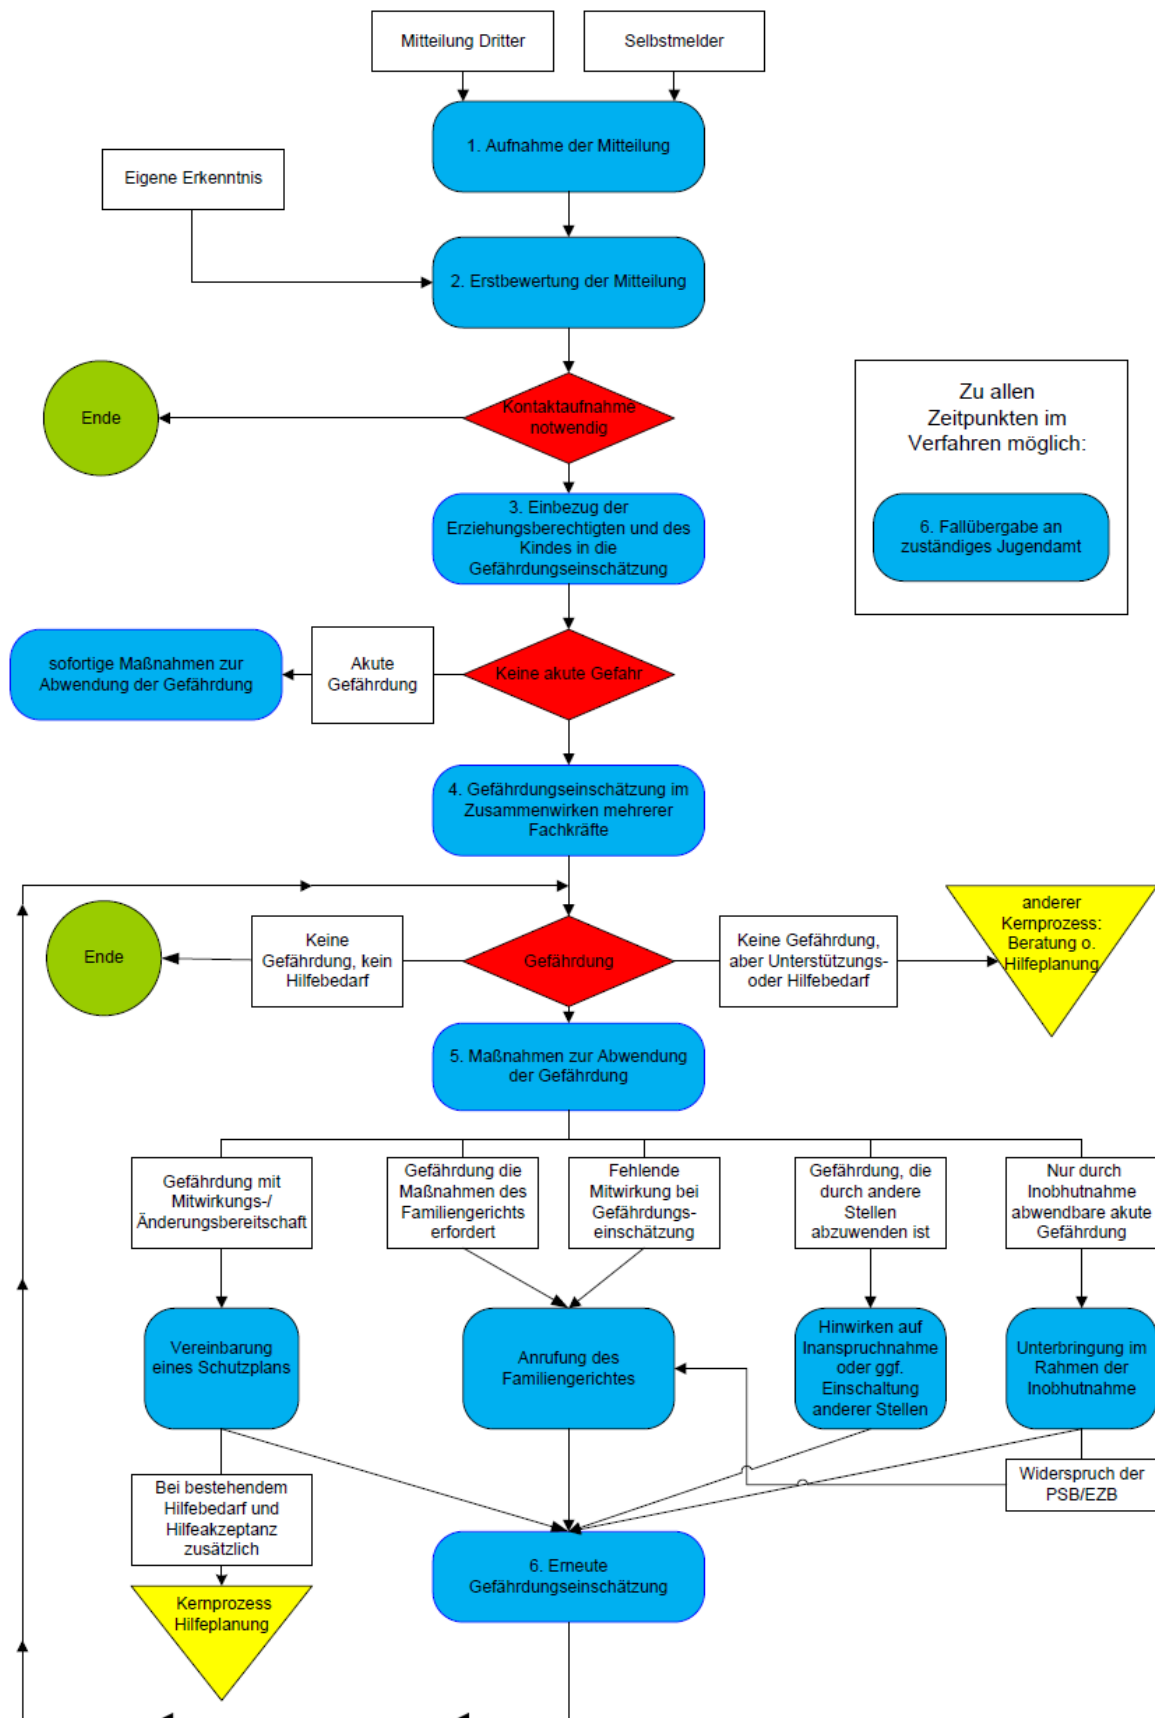 Mitteilung Dritter
Selbstmelder
1. Aufnahme der Mitteilung
Eigene Erkenntnis
2. Erstbewertung der Mitteilung
Ende
Kontaktaufnahme
notwendig
Zu allen
Zeitpunkten im
Verfahren möglich:
6. Fallübergabe an
zuständiges Jugendamt
3. Einbezug der
Erziehungsberechtigten und des
Kindes in die
Gefährdungseinschätzung
sofortige Maßnahmen zur
Abwendung der Gefährdung
Akute
Gefährdung
Keine akute Gefahr
4. Gefährdungseinschätzung im
Zusammenwirken mehrerer
Fachkräfte
Ende
Keine
Gefährdung, kein
Hilfebedarf
Gefährdung
Keine Gefährdung,
aber Unterstützungs-
oder Hilfebedarf
anderer
Kernprozess:
Beratung o.
Hilfeplanung
5. Maßnahmen zur Abwendung
der Gefährdung
Gefährdung mit
Mitwirkungs-/
Änderungsbereitschaft
Gefährdung die
Maßnahmen des
Familiengerichts
erfordert
Fehlende
Mitwirkung bei
Gefährdungs-
einschätzung
Gefährdung, die
durch andere
Stellen
abzuwenden ist
Nur durch
Inobhutnahme
abwendbare akute
Gefährdung
Vereinbarung
eines Schutzplans
Anrufung des
Familiengerichtes
Hinwirken auf
Inanspruchnahme
oder ggf.
Einschaltung
anderer Stellen
Unterbringung im
Rahmen der
Inobhutnahme
Bei bestehendem
Hilfebedarf und
Hilfeakzeptanz
zusätzlich
Widerspruch der
PSB/EZB
Kernprozess
Hilfeplanung
6. Erneute
Gefährdungseinschätzung